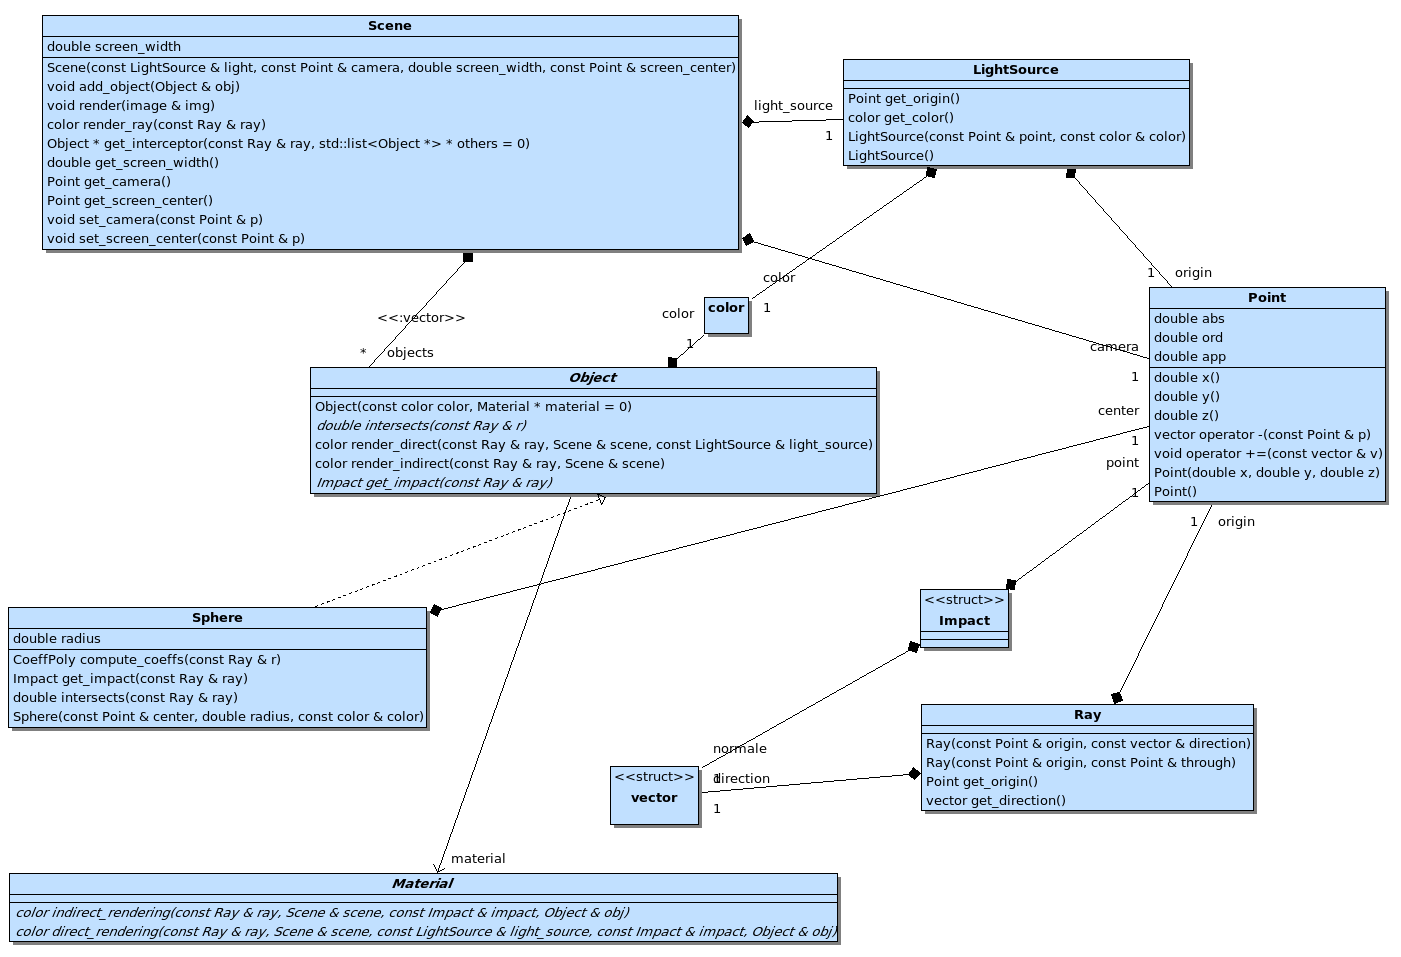 Scene
double screen_width
Scene(const LightSource & light, const Point & camera, double screen_width, const Point & screen_center)
void add_object(Object & obj)
void render(image & img)
color render_ray(const Ray & ray)
Object * get_interceptor(const Ray & ray, std::list<Object *> * others = 0)
double get_screen_width()
Point get_camera()
Point get_screen_center()
void set_camera(const Point & p)
void set_screen_center(const Point & p)
light_source
1
LightSource
Point get_origin()
color get_color()
LightSource(const Point & point, const color & color)
LightSource()
color
1
1 origin
<<:vector>>
* objects
color
color
1
Point
double abs
double ord
double app
double x()
double y()
double z()
vector operator -(const Point & p)
void operator +=(const vector & v)
Point(double x, double y, double z)
Point()
camera
1
center
1
point
1
1 origin
Object
Object(const color color, Material * material = 0)
double intersects(const Ray & r)
color render_direct(const Ray & ray, Scene & scene, const LightSource & light_source)
color render_indirect(const Ray & ray, Scene & scene)
Impact get_impact(const Ray & ray)
Sphere
double radius
CoeffPoly compute_coeffs(const Ray & r)
Impact get_impact(const Ray & ray)
double intersects(const Ray & ray)
Sphere(const Point & center, double radius, const color & color)
<<struct>>
Impact
Ray
Ray(const Point & origin, const vector & direction)
Ray(const Point & origin, const Point & through)
Point get_origin()
vector get_direction()
normale
1
direction
1
<<struct>>
vector
material
Material
color indirect_rendering(const Ray & ray, Scene & scene, const Impact & impact, Object & obj)
color direct_rendering(const Ray & ray, Scene & scene, const LightSource & light_source, const Impact & impact, Object & obj)